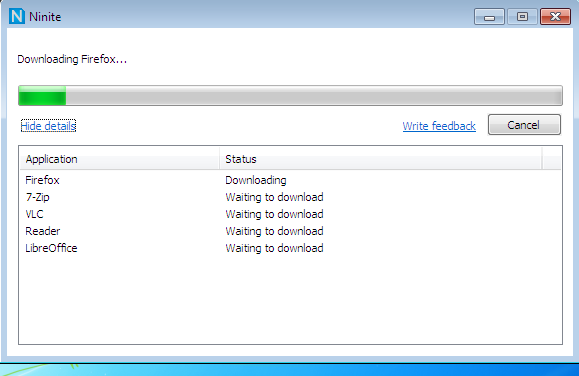 N Ninite
Downloading Firefox...
Hide details Write feedback Cancel
Application Status
Firefox Downloading
7-Zip Waiting to download
VLC Waiting to download
Reader Waiting to download
LibreOffice Waiting to download